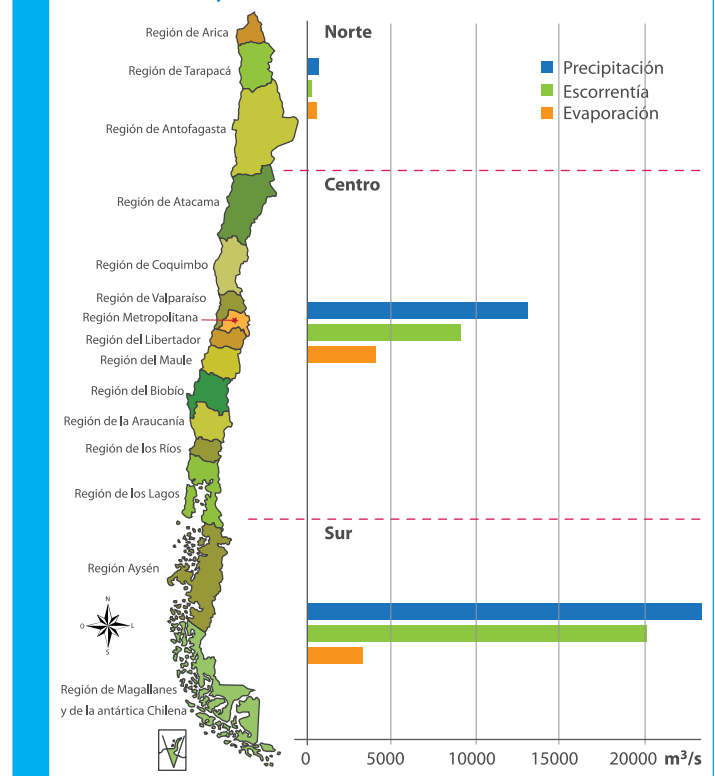 Región de Arica
Región de Tarapacá
Región de Antofagasta
Región de Atacama
Región de Coquimbo
Región de Valparaíso
Región Metropolitana
Región del Libertador
Región del Maule
Región del Biobío
Región de la Araucanía
Región de los Ríos
Región de los Lagos
Región Aysén
N
O L
S
Región de Magallanes
y de la antártica Chilena
Norte
Precipitación
Escorrentía
Evaporación
Centro
Sur
0 5000 10000 15000 20000 m³/s